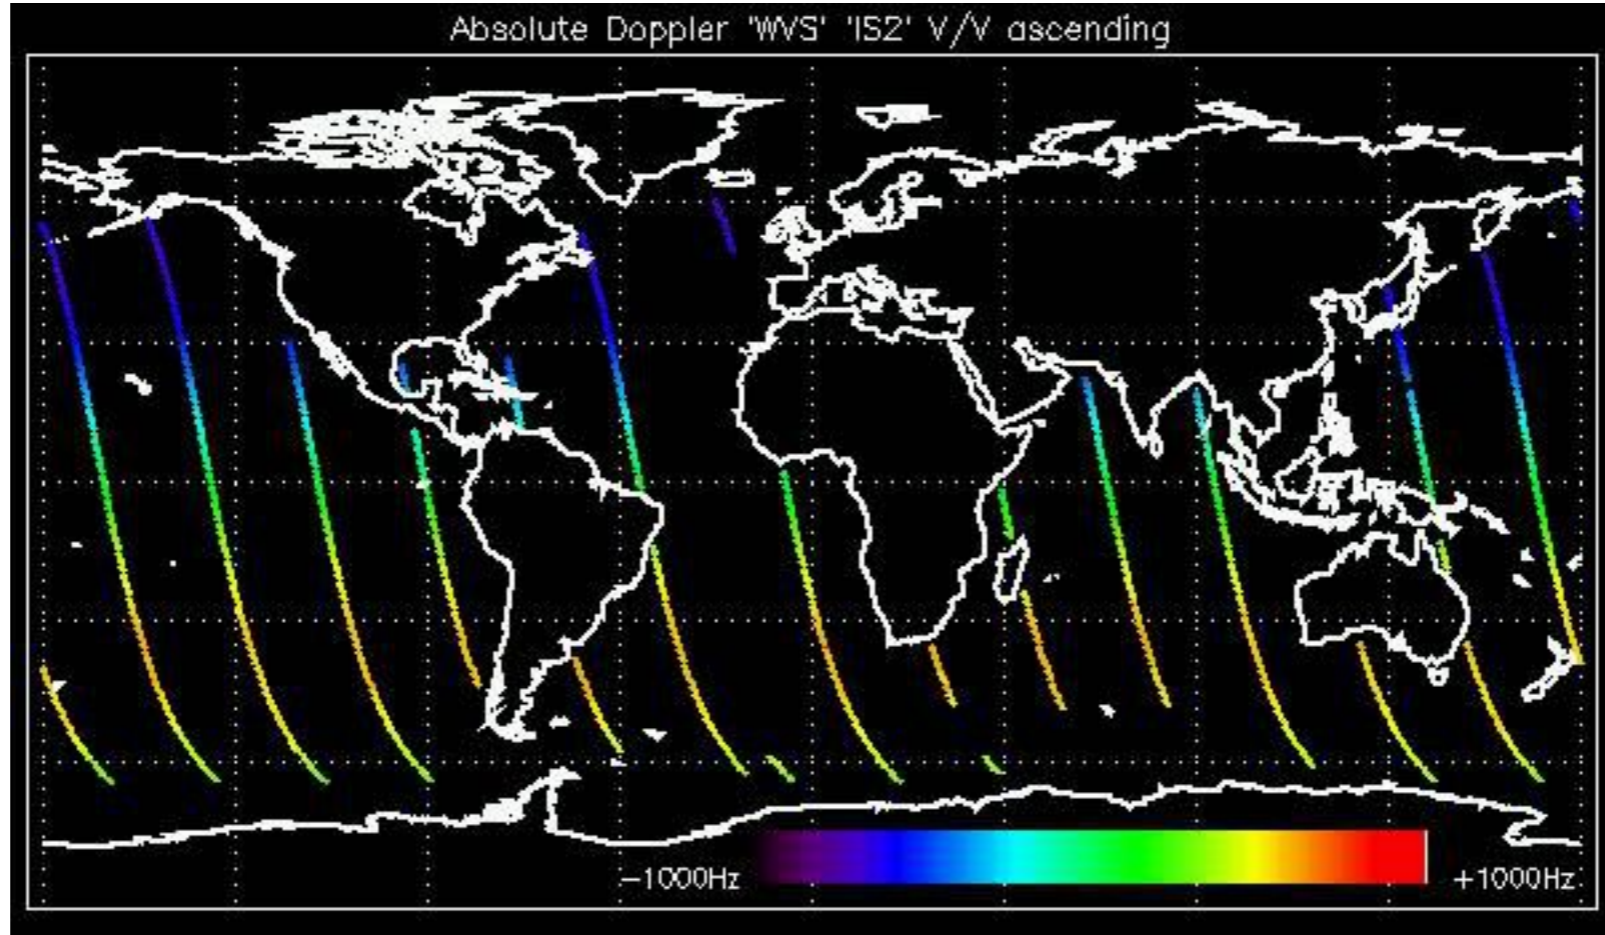 Absolute Doppler 'WVS' 'IS2' V/V ascending
−1000Hz
+1000Hz